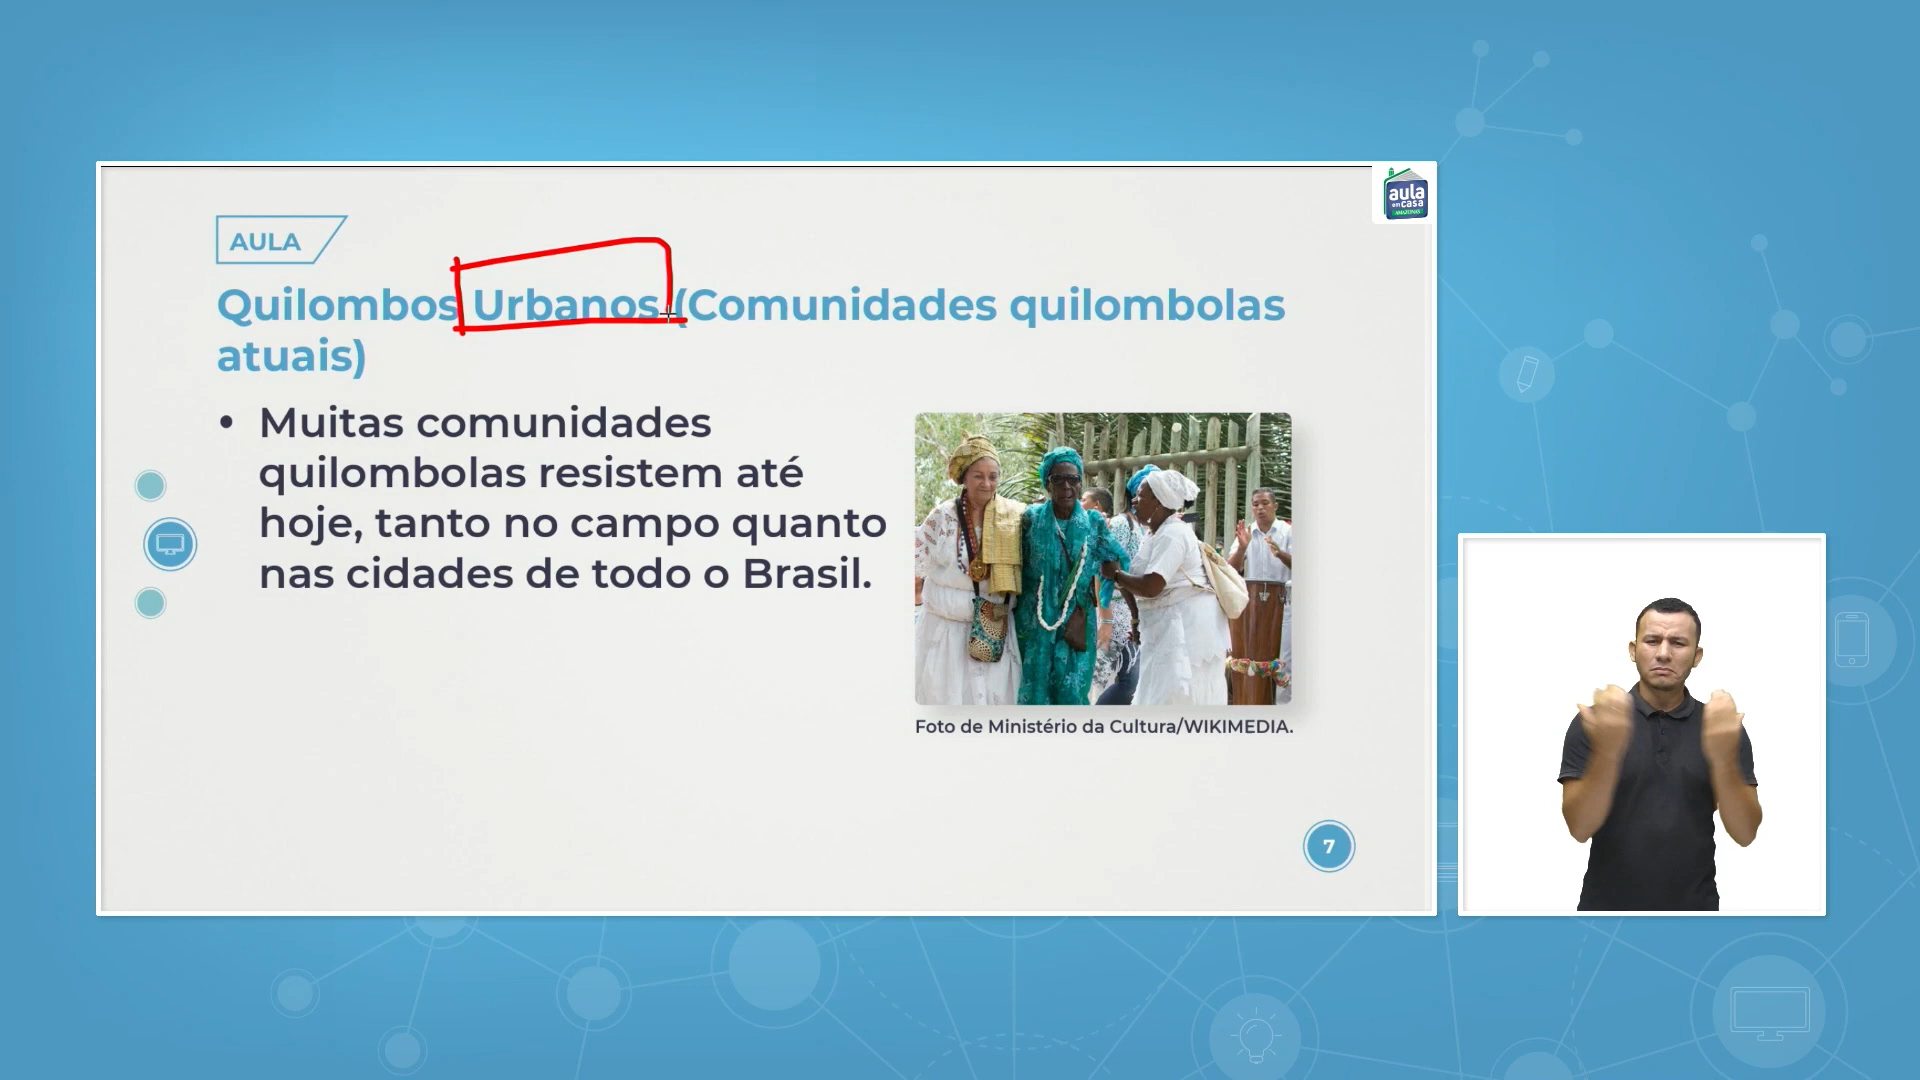 aula
em casa
AMAZONAS
AULA
Quilombos Urbanos (Comunidades quilombolas
atuais)
• Muitas comunidades
quilombolas resistem até
hoje, tanto no campo quanto
nas cidades de todo o Brasil.
Foto de Ministério da Cultura/WIKIMEDIA.
7